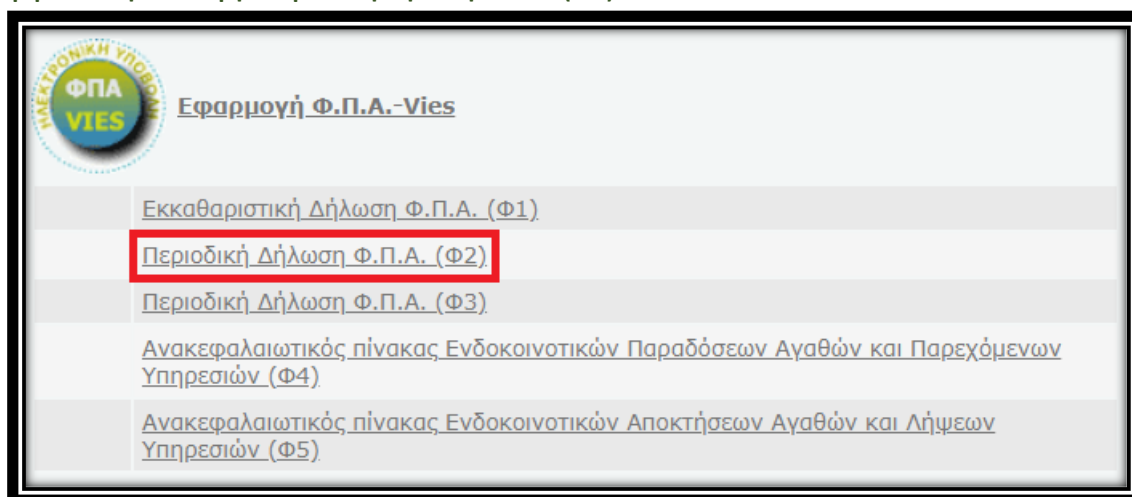 ΗΛΕΚΤΡΟΝΙΚΗ ΥΠΟΒΟΛΗ
ΦΠΑ
VIES
Εφαρμογή Φ.Π.Α.-Vies
Εκκαθαριστική Δήλωση Φ.Π.Α. (Φ1)
Περιοδική Δήλωση Φ.Π.Α. (Φ2)
Περιοδική Δήλωση Φ.Π.Α. (Φ3)
Ανακεφαλαιωτικός πίνακας Ενδοκοινοτικών Παραδόσεων Αγαθών και Παρεχόμενων
Υπηρεσιών (Φ4)
Ανακεφαλαιωτικός πίνακας Ενδοκοινοτικών Αποκτήσεων Αγαθών και Λήψεων
Υπηρεσιών (Φ5)